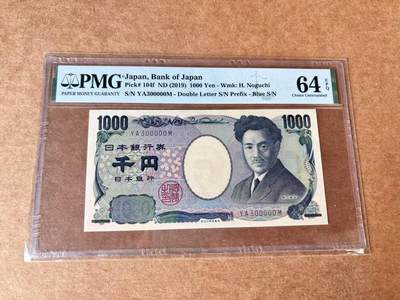 PMG
PAPER MONEY GUARANTY
Japan, Bank of Japan
Pick# 104f ND (2019) 1000 Yen - Wmk: H. Noguchi
S/N YA300000M - Double Letter S/N Prefix - Blue S/N
64 EPQ
Choice Uncirculated
1000
1000
YA300000M
日本銀行券
千円
日本銀行
YA300000M